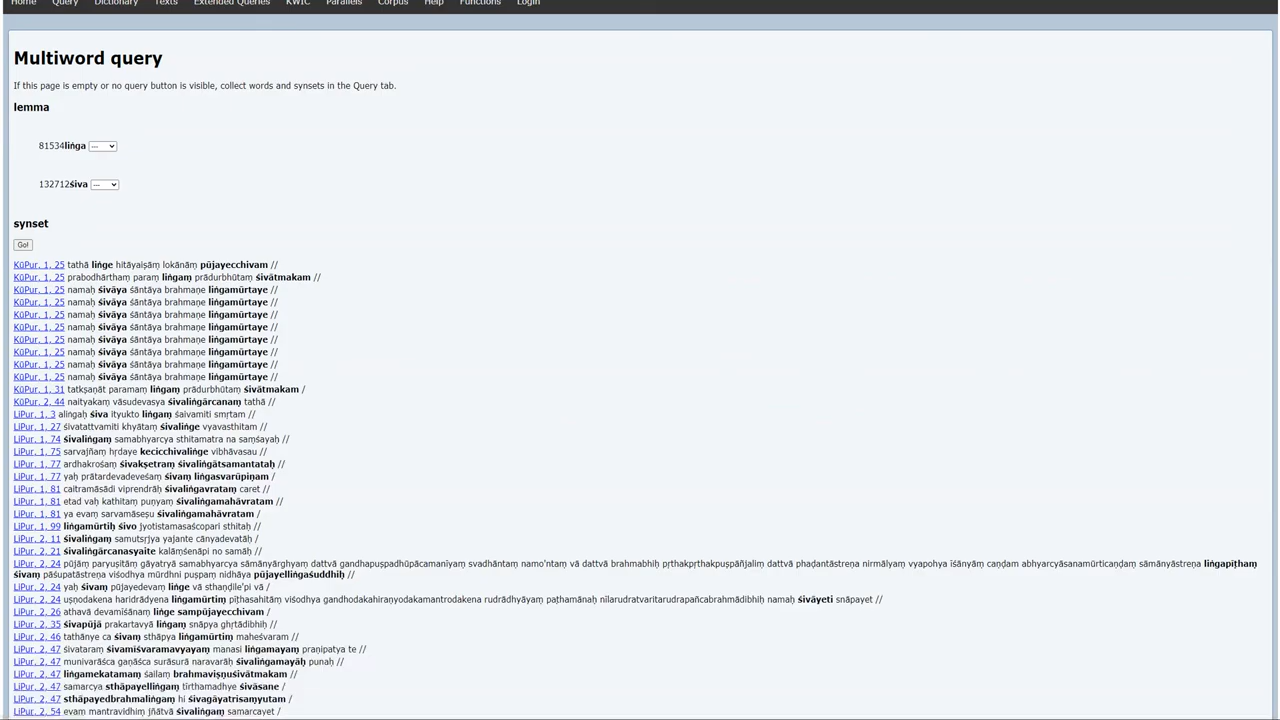 Home Query Dictionary Texts Extended Queries KWIC Parallels Corpus Help Functions Login
Multiword query
If this page is empty or no query button is visible, collect words and synsets in the Query tab.
lemma
81534liṅga ---
132712śiva ---
synset
Go!
KūPur, 1, 25 tathā liṅge hitāyaiṣāṃ lokānāṃ pūjayecchivam //
KūPur, 1, 25 prabodhārthaṃ paraṃ liṅgaṃ prādurbhūtaṃ śivātmakam //
KūPur, 1, 25 namaḥ śivāya śāntāya brahmaṇe liṅgamūrtaye //
KūPur, 1, 25 namaḥ śivāya śāntāya brahmaṇe liṅgamūrtaye //
KūPur, 1, 25 namaḥ śivāya śāntāya brahmaṇe liṅgamūrtaye //
KūPur, 1, 25 namaḥ śivāya śāntāya brahmaṇe liṅgamūrtaye //
KūPur, 1, 25 namaḥ śivāya śāntāya brahmaṇe liṅgamūrtaye //
KūPur, 1, 25 namaḥ śivāya śāntāya brahmaṇe liṅgamūrtaye //
KūPur, 1, 25 namaḥ śivāya śāntāya brahmaṇe liṅgamūrtaye //
KūPur, 1, 25 namaḥ śivāya śāntāya brahmaṇe liṅgamūrtaye //
KūPur, 1, 31 tatkṣaṇāt paramaṃ liṅgaṃ prādurbhūtaṃ śivātmakam /
KūPur, 2, 44 naityakaṃ vāsudevasya śivaliṅgārcanaṃ tathā //
LiPur, 1, 3 aliṅgaḥ śiva ityukto liṅgaṃ śaivamiti smṛtam //
LiPur, 1, 27 śivatattvamiti khyātaṃ śivaliṅge vyavasthitam //
LiPur, 1, 74 śivaliṅgaṃ samabhyarcya sthitamatra na saṃśayaḥ //
LiPur, 1, 75 sarvajñaṃ hṛdaye kecicchivaliṅge vibhāvasau //
LiPur, 1, 77 ardhakrośaṃ śivakṣetraṃ śivaliṅgātsamantataḥ //
LiPur, 1, 77 yaḥ prātardevadeveśaṃ śivaṃ liṅgasvarūpiṇam /
LiPur, 1, 81 caitramāsādi viprendrāḥ śivaliṅgavrataṃ caret //
LiPur, 1, 81 etad vaḥ kathitaṃ puṇyaṃ śivaliṅgamahāvratam //
LiPur, 1, 81 ya evaṃ sarvamāseṣu śivaliṅgamahāvratam /
LiPur, 1, 99 liṅgamūrtiḥ śivo jyotistamasaścopari sthitaḥ //
LiPur, 2, 11 śivaliṅgaṃ samutsṛjya yajante cānyadevatāḥ /
LiPur, 2, 21 śivaliṅgārcanasyaite kalāṃśenāpi no samāḥ //
LiPur, 2, 24 pūjāṃ paryuṣitāṃ gāyatryā samabhyarcya sāmānyārghyaṃ dattvā gandhapuṣpadhūpācamanīyaṃ svadhāntaṃ namo'ntaṃ vā dattvā brahmabhiḥ pṛthakpṛthakpuṣpāñjaliṃ dattvā phaḍantāstreṇa nirmālyaṃ vyapohya īśānyāṃ caṇḍam abhyarcyāsanamūrticaṇḍaṃ sāmānyāstreṇa liṅgapīṭhaṃ
śivaṃ pāśupatāstreṇa viśodhya mūrdhni puṣpaṃ nidhāya pūjayelliṅgaśuddhiḥ //
LiPur, 2, 24 yaḥ śivaṃ pūjayedevaṃ liṅge vā sthaṇḍile'pi vā /
LiPur, 2, 24 uṣṇodakena haridrādyena liṅgamūrtiṃ pīṭhasahitāṃ viśodhya gandhodakahiraṇyodakamantrodakena rudrādhyāyaṃ paṭhamānaḥ nīlarudratvaritarudrapañcabrahmādibhiḥ namaḥ śivāyeti snāpayet //
LiPur, 2, 26 athavā devamīśānaṃ liṅge sampūjayecchivam /
LiPur, 2, 35 śivapūjā prakartavyā liṅgaṃ snāpya ghṛtādibhiḥ //
LiPur, 2, 46 tathānye ca śivaṃ sthāpya liṅgamūrtiṃ maheśvaram //
LiPur, 2, 47 śivataraṃ śivamīśvaramavyayaṃ manasi liṅgamayaṃ praṇipatya te //
LiPur, 2, 47 munivarāśca gaṇāśca surāsurā naravarāḥ śivaliṅgamayāḥ punaḥ //
LiPur, 2, 47 liṅgamekatamaṃ śailaṃ brahmaviṣṇuśivātmakam //
LiPur, 2, 47 samarcya sthāpayelliṅgaṃ tīrthamadhye śivāsane /
LiPur, 2, 47 sthāpayedbrahmaliṅgaṃ hi śivagāyatrisaṃyutam /
LiPur, 2, 54 evaṃ mantravidhiṃ jñātvā śivaliṅgaṃ samarcayet /